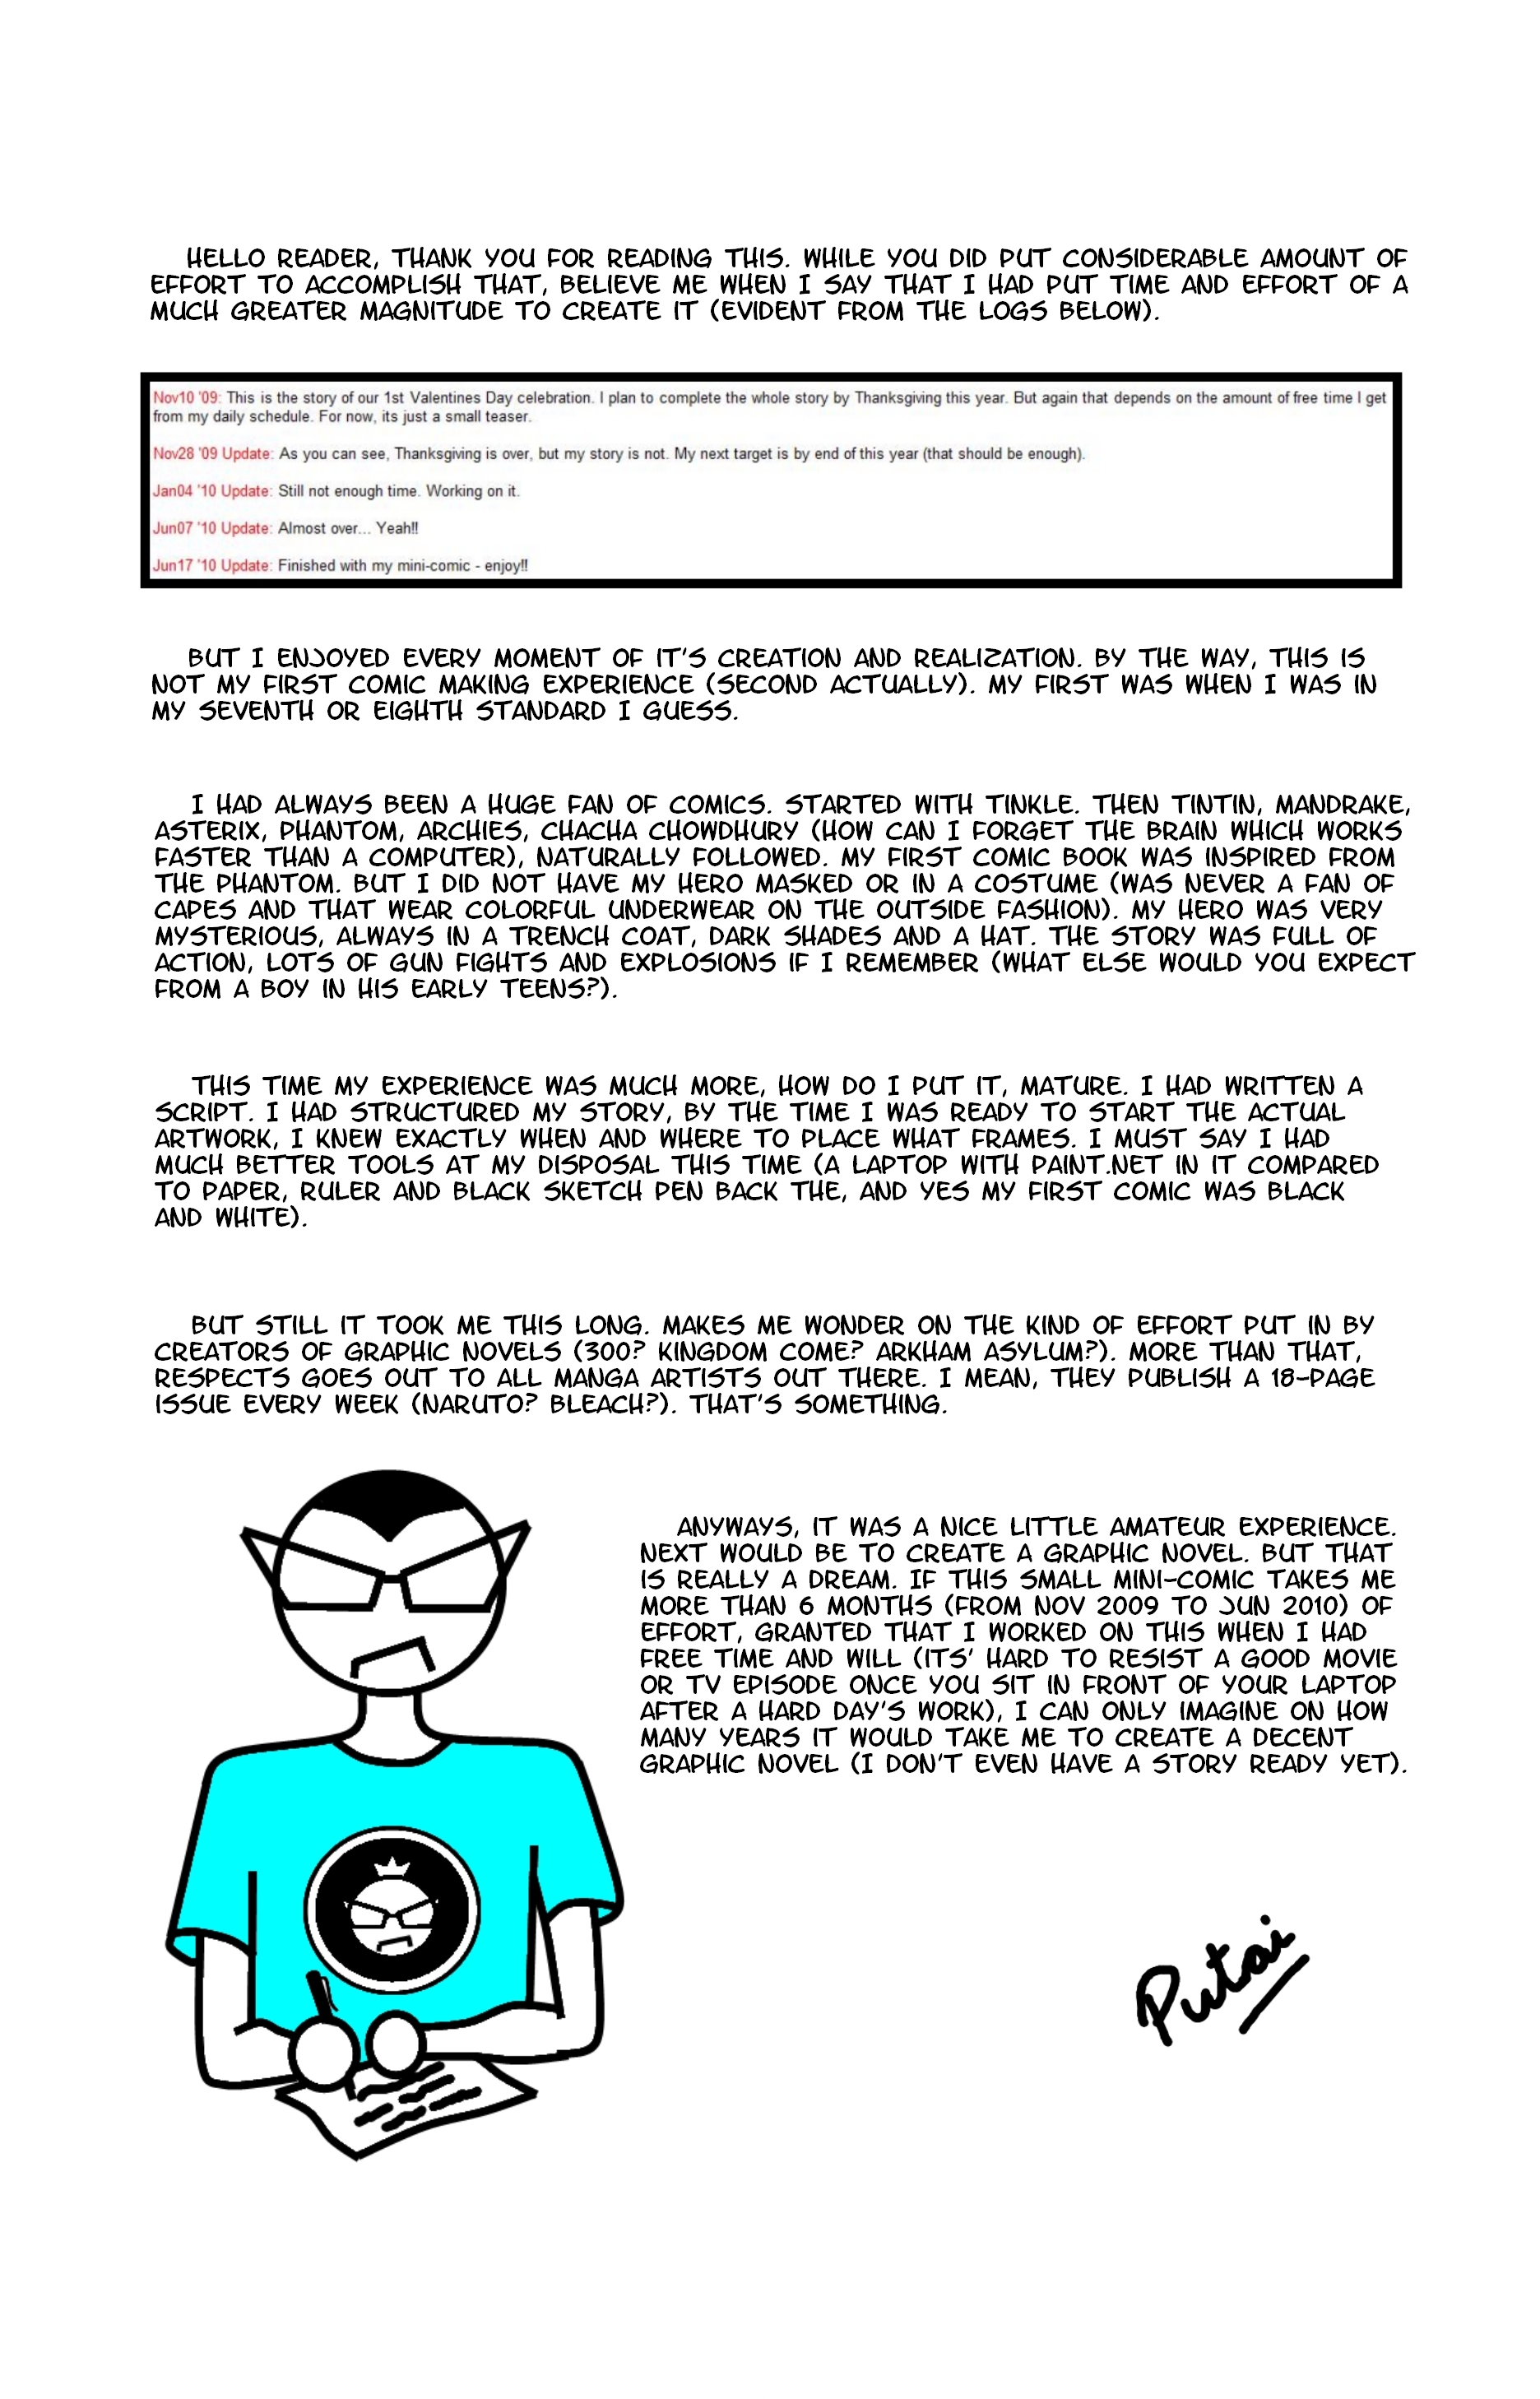 HELLO READER, THANK YOU FOR READING THIS. WHILE YOU DID PUT CONSIDERABLE AMOUNT OF
EFFORT TO ACCOMPLISH THAT, BELIEVE ME WHEN I SAY THAT I HAD PUT TIME AND EFFORT OF A
MUCH GREATER MAGNITUDE TO CREATE IT (EVIDENT FROM THE LOGS BELOW).
Nov10 '09: This is the story of our 1st Valentines Day celebration. I plan to complete the whole story by Thanksgiving this year. But again that depends on the amount of free time I get
from my daily schedule. For now, its just a small teaser.
Nov28 '09 Update: As you can see, Thanksgiving is over, but my story is not. My next target is by end of this year (that should be enough).
Jan04 '10 Update: Still not enough time. Working on it.
Jun07 '10 Update: Almost over... Yeah!!
Jun17 '10 Update: Finished with my mini-comic - enjoy!!
BUT I ENJOYED EVERY MOMENT OF IT'S CREATION AND REALIZATION. BY THE WAY, THIS IS
NOT MY FIRST COMIC MAKING EXPERIENCE (SECOND ACTUALLY). MY FIRST WAS WHEN I WAS IN
MY SEVENTH OR EIGHTH STANDARD I GUESS.
I HAD ALWAYS BEEN A HUGE FAN OF COMICS. STARTED WITH TINKLE. THEN TINTIN, MANDRAKE,
ASTERIX, PHANTOM, ARCHIES, CHACHA CHOWDHURY (HOW CAN I FORGET THE BRAIN WHICH WORKS
FASTER THAN A COMPUTER), NATURALLY FOLLOWED. MY FIRST COMIC BOOK WAS INSPIRED FROM
THE PHANTOM. BUT I DID NOT HAVE MY HERO MASKED OR IN A COSTUME (WAS NEVER A FAN OF
CAPES AND THAT WEAR COLORFUL UNDERWEAR ON THE OUTSIDE FASHION). MY HERO WAS VERY
MYSTERIOUS, ALWAYS IN A TRENCH COAT, DARK SHADES AND A HAT. THE STORY WAS FULL OF
ACTION, LOTS OF GUN FIGHTS AND EXPLOSIONS IF I REMEMBER (WHAT ELSE WOULD YOU EXPECT
FROM A BOY IN HIS EARLY TEENS?).
THIS TIME MY EXPERIENCE WAS MUCH MORE, HOW DO I PUT IT, MATURE. I HAD WRITTEN A
SCRIPT. I HAD STRUCTURED MY STORY, BY THE TIME I WAS READY TO START THE ACTUAL
ARTWORK, I KNEW EXACTLY WHEN AND WHERE TO PLACE WHAT FRAMES. I MUST SAY I HAD
MUCH BETTER TOOLS AT MY DISPOSAL THIS TIME (A LAPTOP WITH PAINT.NET IN IT COMPARED
TO PAPER, RULER AND BLACK SKETCH PEN BACK THE, AND YES MY FIRST COMIC WAS BLACK
AND WHITE).
BUT STILL IT TOOK ME THIS LONG. MAKES ME WONDER ON THE KIND OF EFFORT PUT IN BY
CREATORS OF GRAPHIC NOVELS (300? KINGDOM COME? ARKHAM ASYLUM?). MORE THAN THAT,
RESPECTS GOES OUT TO ALL MANGA ARTISTS OUT THERE. I MEAN, THEY PUBLISH A 18-PAGE
ISSUE EVERY WEEK (NARUTO? BLEACH?). THAT'S SOMETHING.
ANYWAYS, IT WAS A NICE LITTLE AMATEUR EXPERIENCE.
NEXT WOULD BE TO CREATE A GRAPHIC NOVEL. BUT THAT
IS REALLY A DREAM. IF THIS SMALL MINI-COMIC TAKES ME
MORE THAN 6 MONTHS (FROM NOV 2009 TO JUN 2010) OF
EFFORT, GRANTED THAT I WORKED ON THIS WHEN I HAD
FREE TIME AND WILL (ITS' HARD TO RESIST A GOOD MOVIE
OR TV EPISODE ONCE YOU SIT IN FRONT OF YOUR LAPTOP
AFTER A HARD DAY'S WORK), I CAN ONLY IMAGINE ON HOW
MANY YEARS IT WOULD TAKE ME TO CREATE A DECENT
GRAPHIC NOVEL (I DON'T EVEN HAVE A STORY READY YET).
Putai